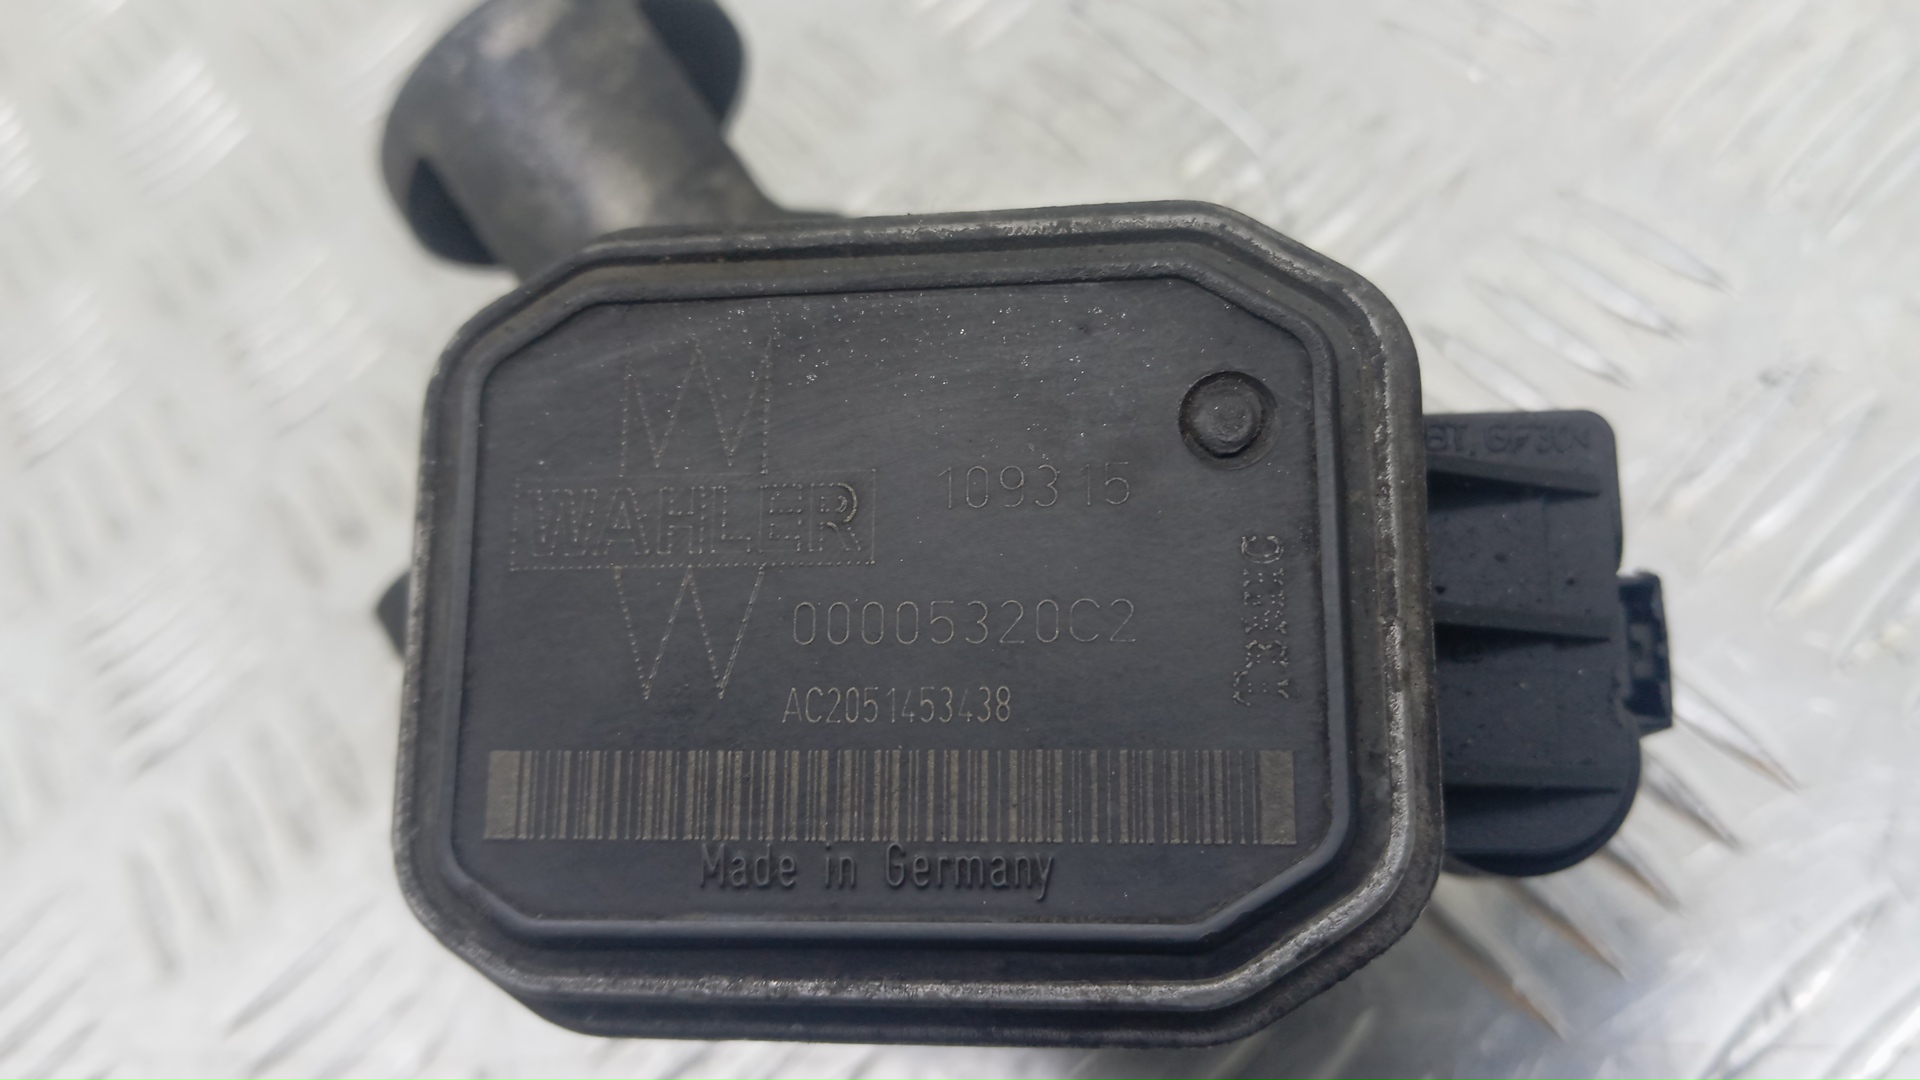 WAHLER
109315
00005320C2
AC2051453438
Made in Germany